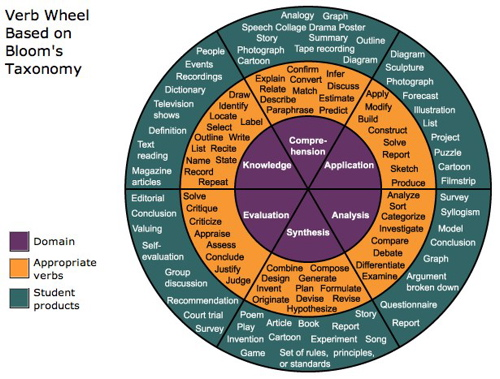 Verb Wheel
Based on
Bloom's
Taxonomy
Domain
Appropriate
verbs
Student
products
Compre-
hension
Application
Analysis
Synthesis
Evaluation
Knowledge
Confirm
Infer
Explain
Convert
Discuss
Relate
Match
Describe
Estimate
Paraphrase
Predict
Apply
Modify
Build
Construct
Solve
Report
Sketch
Produce
Analyze
Sort
Categorize
Investigate
Compare
Debate
Differentiate
Examine
Combine
Compose
Design
Generate
Invent
Plan
Formulate
Originate
Devise
Revise
Hypothesize
Solve
Critique
Criticize
Appraise
Assess
Conclude
Justify
Judge
Draw
Identify
Locate
Label
Select
Outline Write
List Recite
Name State
Record
Repeat
Analogy Graph
Speech Collage Drama Poster
Story
Summary
Outline
Photograph
Tape recording
Cartoon
Diagram
Diagram
Sculpture
Photograph
Forecast
Illustration
List
Project
Puzzle
Cartoon
Filmstrip
Survey
Syllogism
Model
Conclusion
Graph
Argument
broken down
Questionnaire
Report
Poem
Story
Play
Article
Book
Report
Invention
Cartoon
Experiment
Song
Game
Set of rules, principles,
or standards
Editorial
Conclusion
Valuing
Self-
evaluation
Group
discussion
Recommendation
Court trial
Survey
People
Events
Recordings
Dictionary
Television
shows
Definition
Text
reading
Magazine
articles